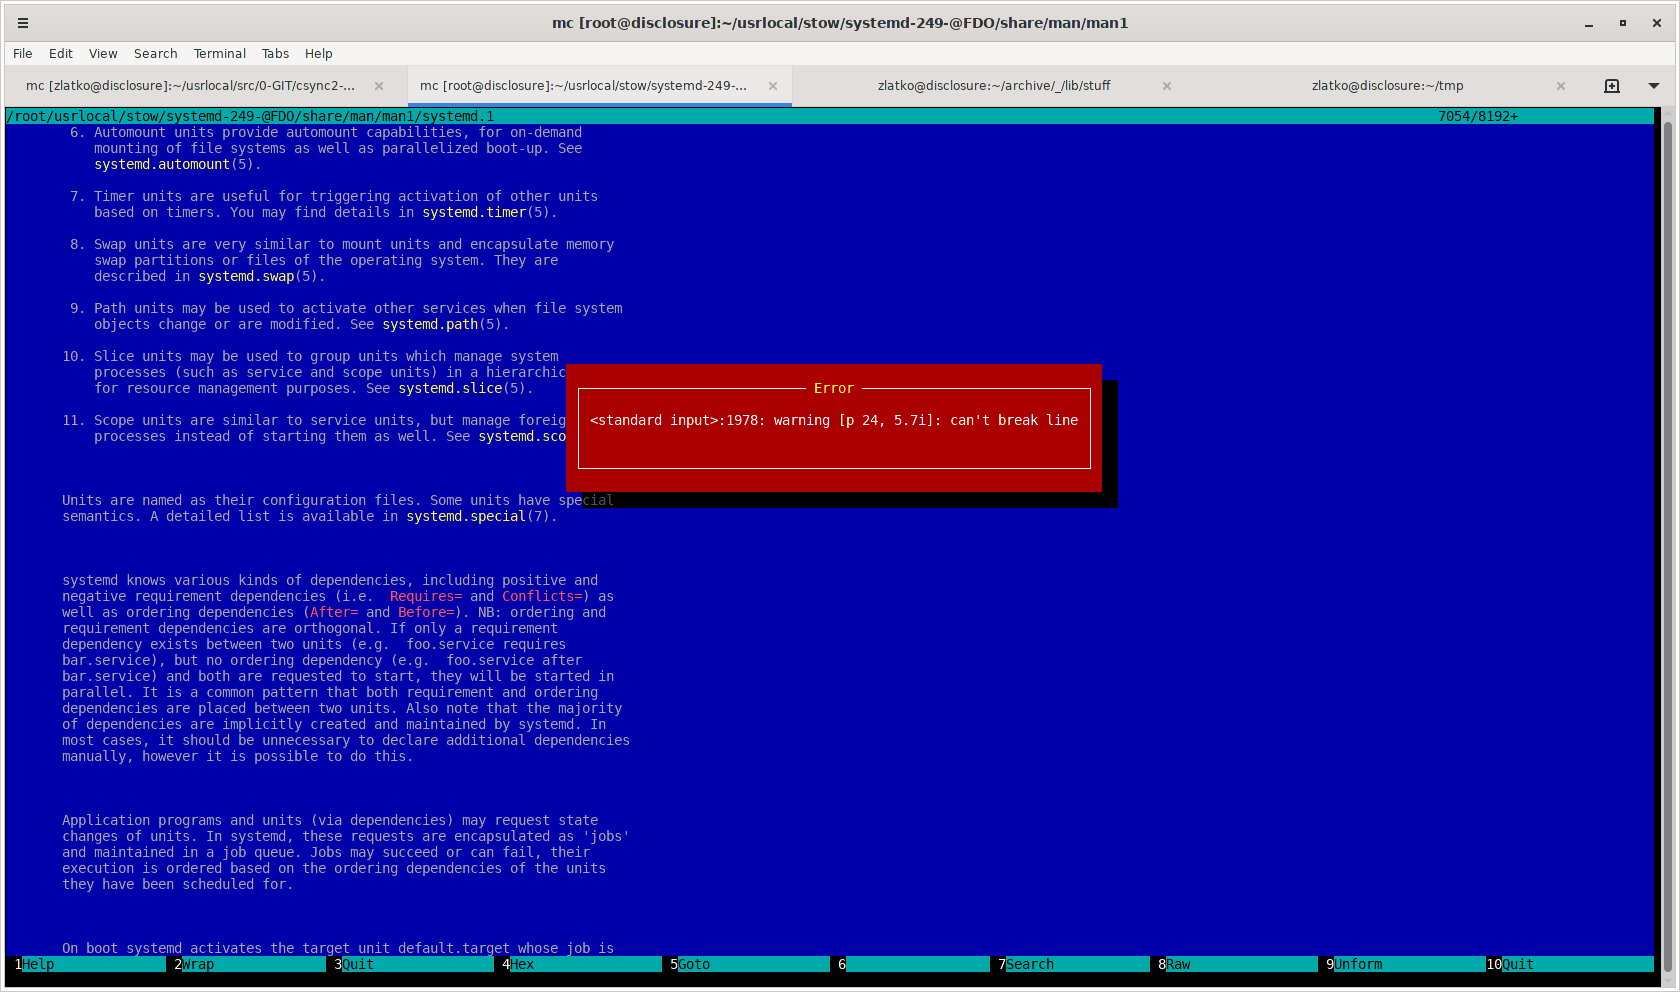 mc [root@disclosure]:~/usrlocal/stow/systemd-249-@FDO/share/man/man1
File Edit View Search Terminal Tabs Help
mc [zlatko@disclosure]:~/usrlocal/src/0-GIT/csync2-... mc [root@disclosure]:~/usrlocal/stow/systemd-249-... zlatko@disclosure:~/archive/_/lib/stuff zlatko@disclosure:~/tmp
/root/usrlocal/stow/systemd-249-@FDO/share/man/man1/systemd.1 7054/8192+
6. Automount units provide automount capabilities, for on-demand
mounting of file systems as well as parallelized boot-up. See
systemd.automount(5).
7. Timer units are useful for triggering activation of other units
based on timers. You may find details in systemd.timer(5).
8. Swap units are very similar to mount units and encapsulate memory
swap partitions or files of the operating system. They are
described in systemd.swap(5).
9. Path units may be used to activate other services when file system
objects change or are modified. See systemd.path(5).
10. Slice units may be used to group units which manage system
processes (such as service and scope units) in a hierarchic
for resource management purposes. See systemd.slice(5).
11. Scope units are similar to service units, but manage foreig
processes instead of starting them as well. See systemd.sco
Error
<standard input>:1978: warning [p 24, 5.7i]: can't break line
Units are named as their configuration files. Some units have special
semantics. A detailed list is available in systemd.special(7).
systemd knows various kinds of dependencies, including positive and
negative requirement dependencies (i.e.  Requires= and Conflicts=) as
well as ordering dependencies (After= and Before=). NB: ordering and
requirement dependencies are orthogonal. If only a requirement
dependency exists between two units (e.g.  foo.service requires
bar.service), but no ordering dependency (e.g.  foo.service after
bar.service) and both are requested to start, they will be started in
parallel. It is a common pattern that both requirement and ordering
dependencies are placed between two units. Also note that the majority
of dependencies are implicitly created and maintained by systemd. In
most cases, it should be unnecessary to declare additional dependencies
manually, however it is possible to do this.
Application programs and units (via dependencies) may request state
changes of units. In systemd, these requests are encapsulated as 'jobs'
and maintained in a job queue. Jobs may succeed or can fail, their
execution is ordered based on the ordering dependencies of the units
they have been scheduled for.
On boot systemd activates the target unit default.target whose job is
1Help 2Wrap 3Quit 4Hex 5Goto 6 7Search 8Raw 9Unform 10Quit